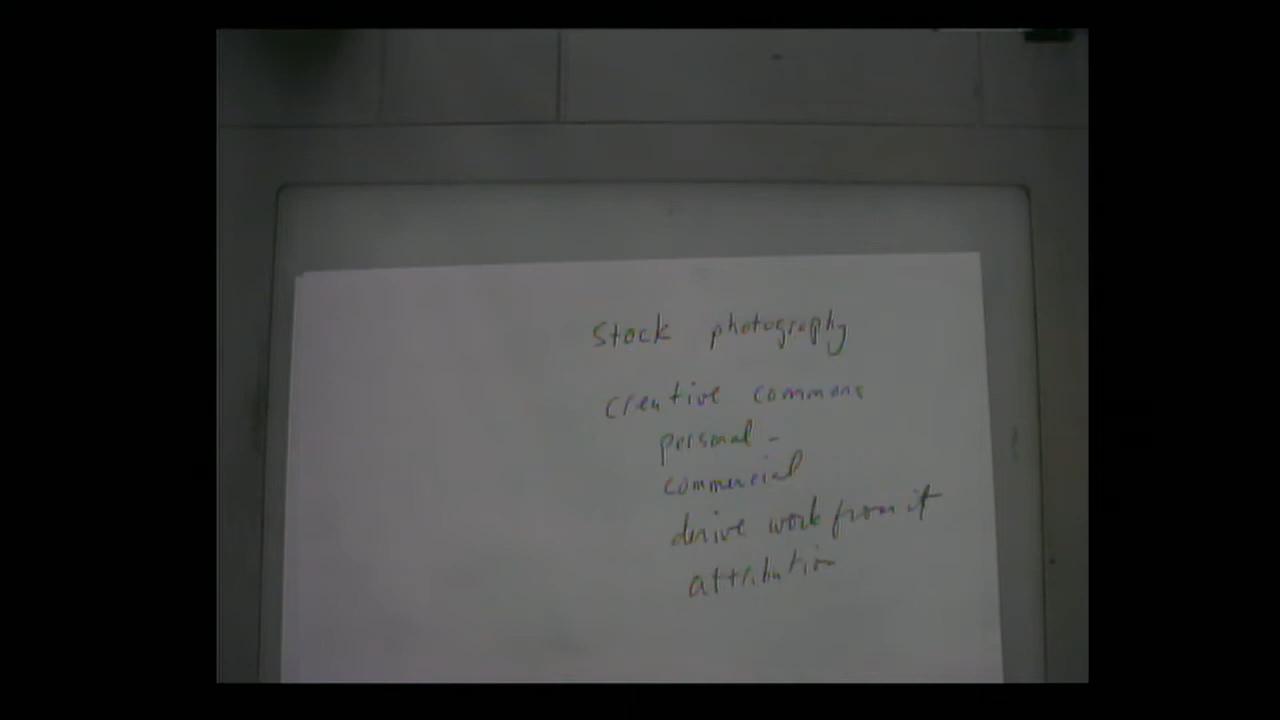 Stock photography
creative commons
personal -
commercial
derive work from it
attribution